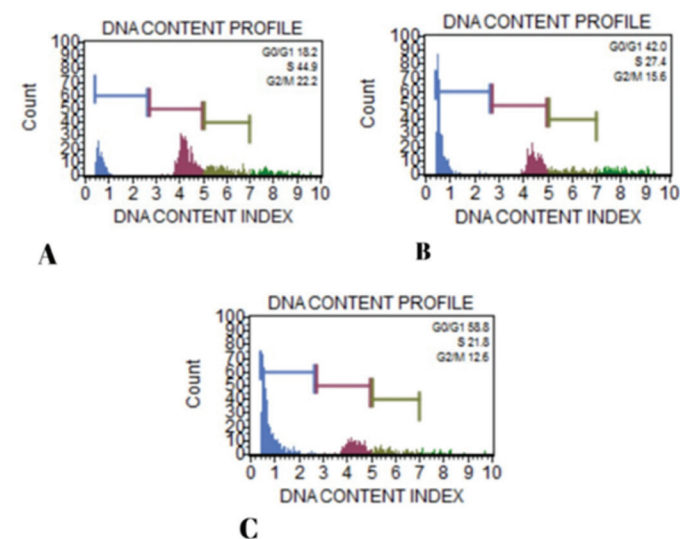 DNA CONTENT PROFILE
G0/G1 18.2
S 44.9
G2/M 22.2
Count
100
90
80
70
60
50
40
30
20
10
0
0 1 2 3 4 5 6 7 8 9 10
DNA CONTENT INDEX
A
DNA CONTENT PROFILE
G0/G1 42.0
S 27.4
G2/M 15.6
Count
100
90
80
70
60
50
40
30
20
10
0
0 1 2 3 4 5 6 7 8 9 10
DNA CONTENT INDEX
B
DNA CONTENT PROFILE
G0/G1 58.8
S 21.8
G2/M 12.6
Count
100
90
80
70
60
50
40
30
20
10
0
0 1 2 3 4 5 6 7 8 9 10
DNA CONTENT INDEX
C